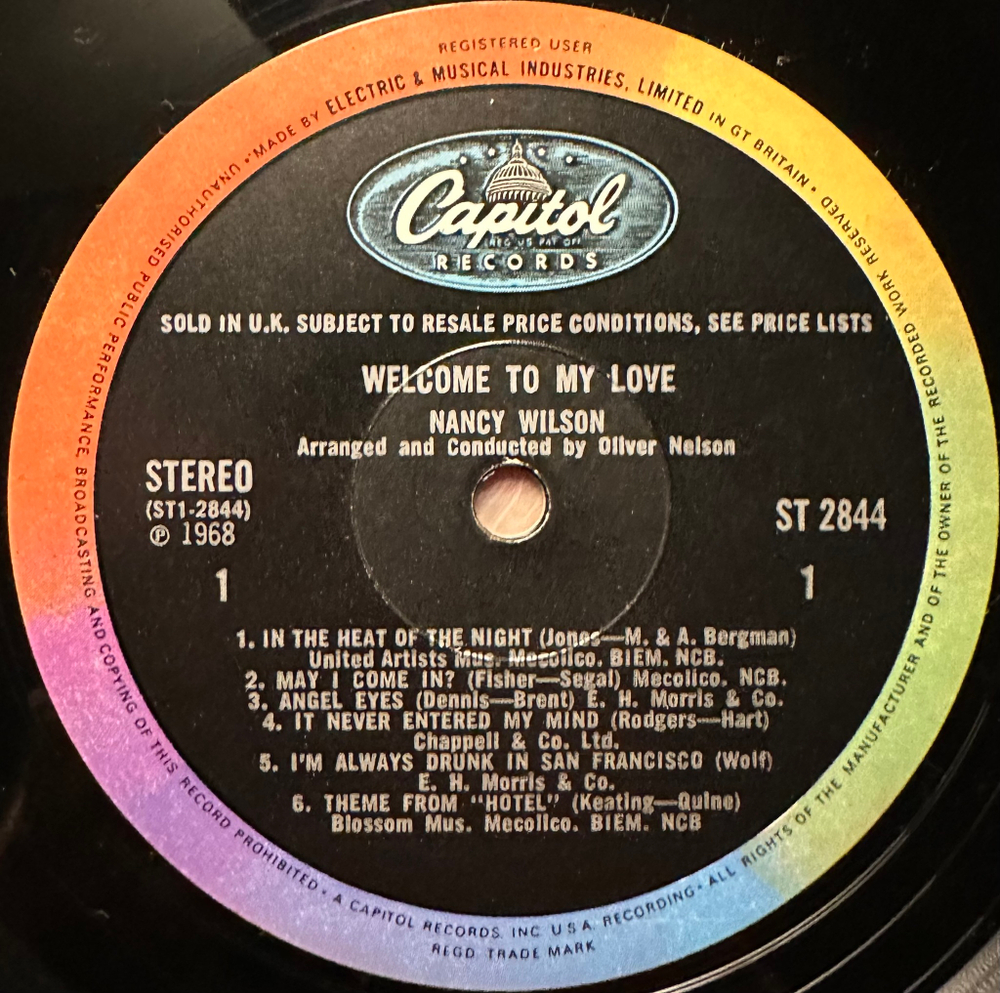 REGISTERED USER
"MADE BY ELECTRIC & MUSICAL INDUSTRIES, LIMITED IN GT BRITAIN • ALL RIGHTS OF THE MANUFACTURER AND OF THE OWNER OF THE RECORDED WORK RESERVED •
UNAUTHORISED PUBLIC PERFORMANCE, BROADCASTING AND COPYING OF THIS RECORD PROHIBITED • A CAPITOL RECORDS, INC. U.S.A. RECORDING •
REGD TRADE MARK
Capitol
REG US PAT OFF
RECORDS
SOLD IN U.K. SUBJECT TO RESALE PRICE CONDITIONS, SEE PRICE LISTS
WELCOME TO MY LOVE
NANCY WILSON
Arranged and Conducted by Oliver Nelson
STEREO
(ST1-2844)
℗ 1968
1
ST 2844
1
1. IN THE HEAT OF THE NIGHT (Jones—M. & A. Bergman)
United Artists Mus. Mecolico. BIEM. NCB.
2. MAY I COME IN? (Fisher—Segal) Mecolico. NCB.
3. ANGEL EYES (Dennis—Brent) E. H. Morris & Co.
4. IT NEVER ENTERED MY MIND (Rodgers—Hart)
Chappell & Co. Ltd.
5. I'M ALWAYS DRUNK IN SAN FRANCISCO (Wolf)
E. H. Morris & Co.
6. THEME FROM "HOTEL" (Keating—Quine)
Blossom Mus. Mecolico. BIEM. NCB